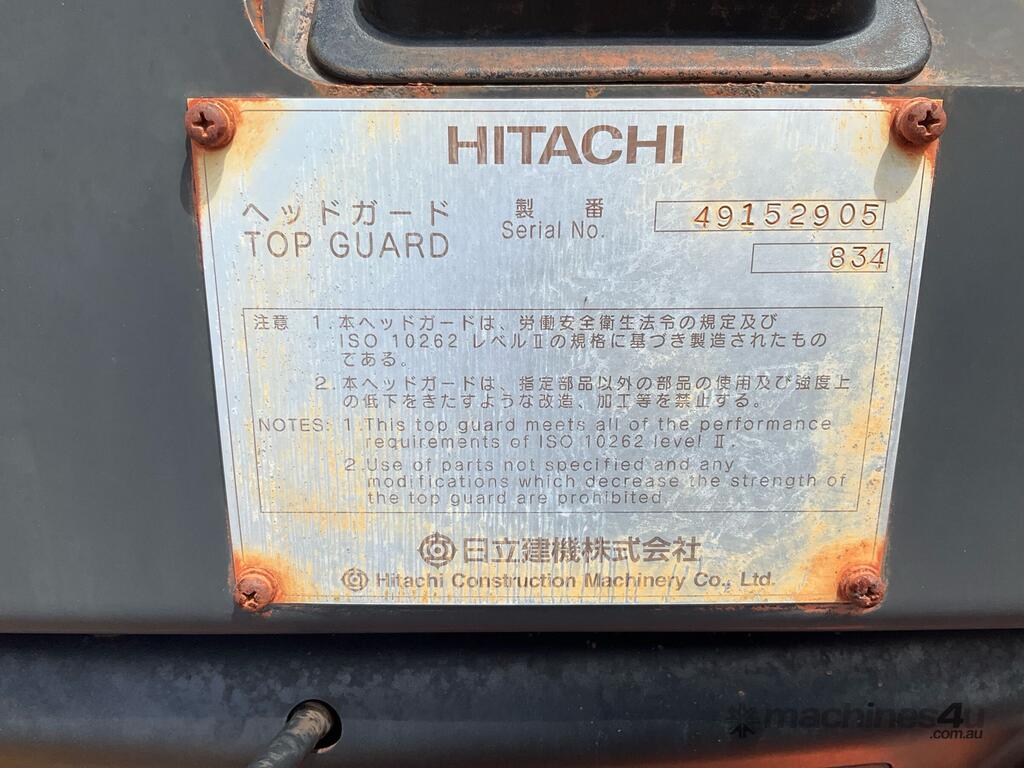 HITACHI
ヘッドガード 製番 49152905
TOP GUARD Serial No. 834
注意 1.本ヘッドガードは、労働安全衛生法令の規定及び
ISO 10262 レベルⅡの規格に基づき製造されたもの
である。
2.本ヘッドガードは、指定部品以外の部品の使用及び強度上
の低下をきたすような改造、加工等を禁止する。
NOTES: 1.This top guard meets all of the performance
requirements of ISO 10262 level Ⅱ.
2.Use of parts not specified and any
modifications which decrease the strength of
the top guard are prohibited.
日立建機株式会社
Hitachi Construction Machinery Co., Ltd.
machines4u
.com.au